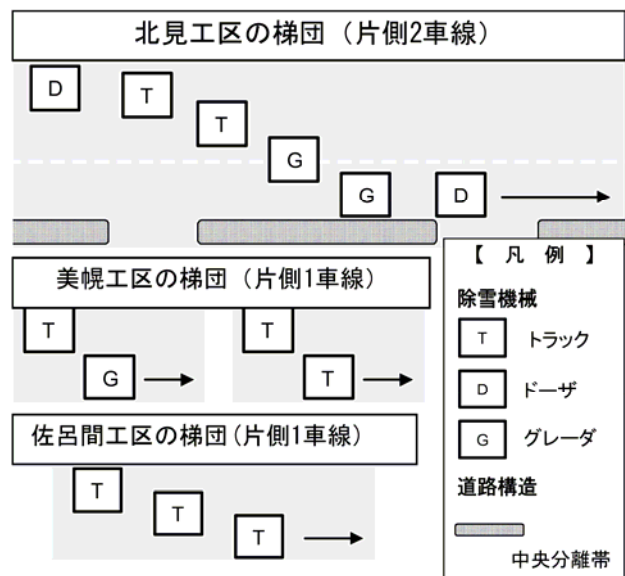 北見工区の梯団（片側2車線）
D
T
T
G
G
D
美幌工区の梯団（片側1車線）
T
G
T
T
佐呂間工区の梯団(片側1車線)
T
T
T
【凡例】
除雪機械
T トラック
D ドーザ
G グレーダ
道路構造
中央分離帯